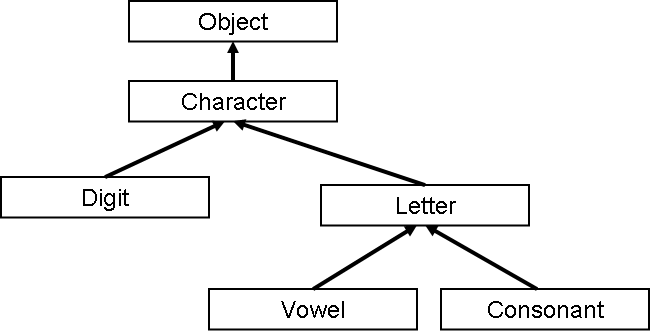 Object
Character
Digit
Letter
Vowel
Consonant